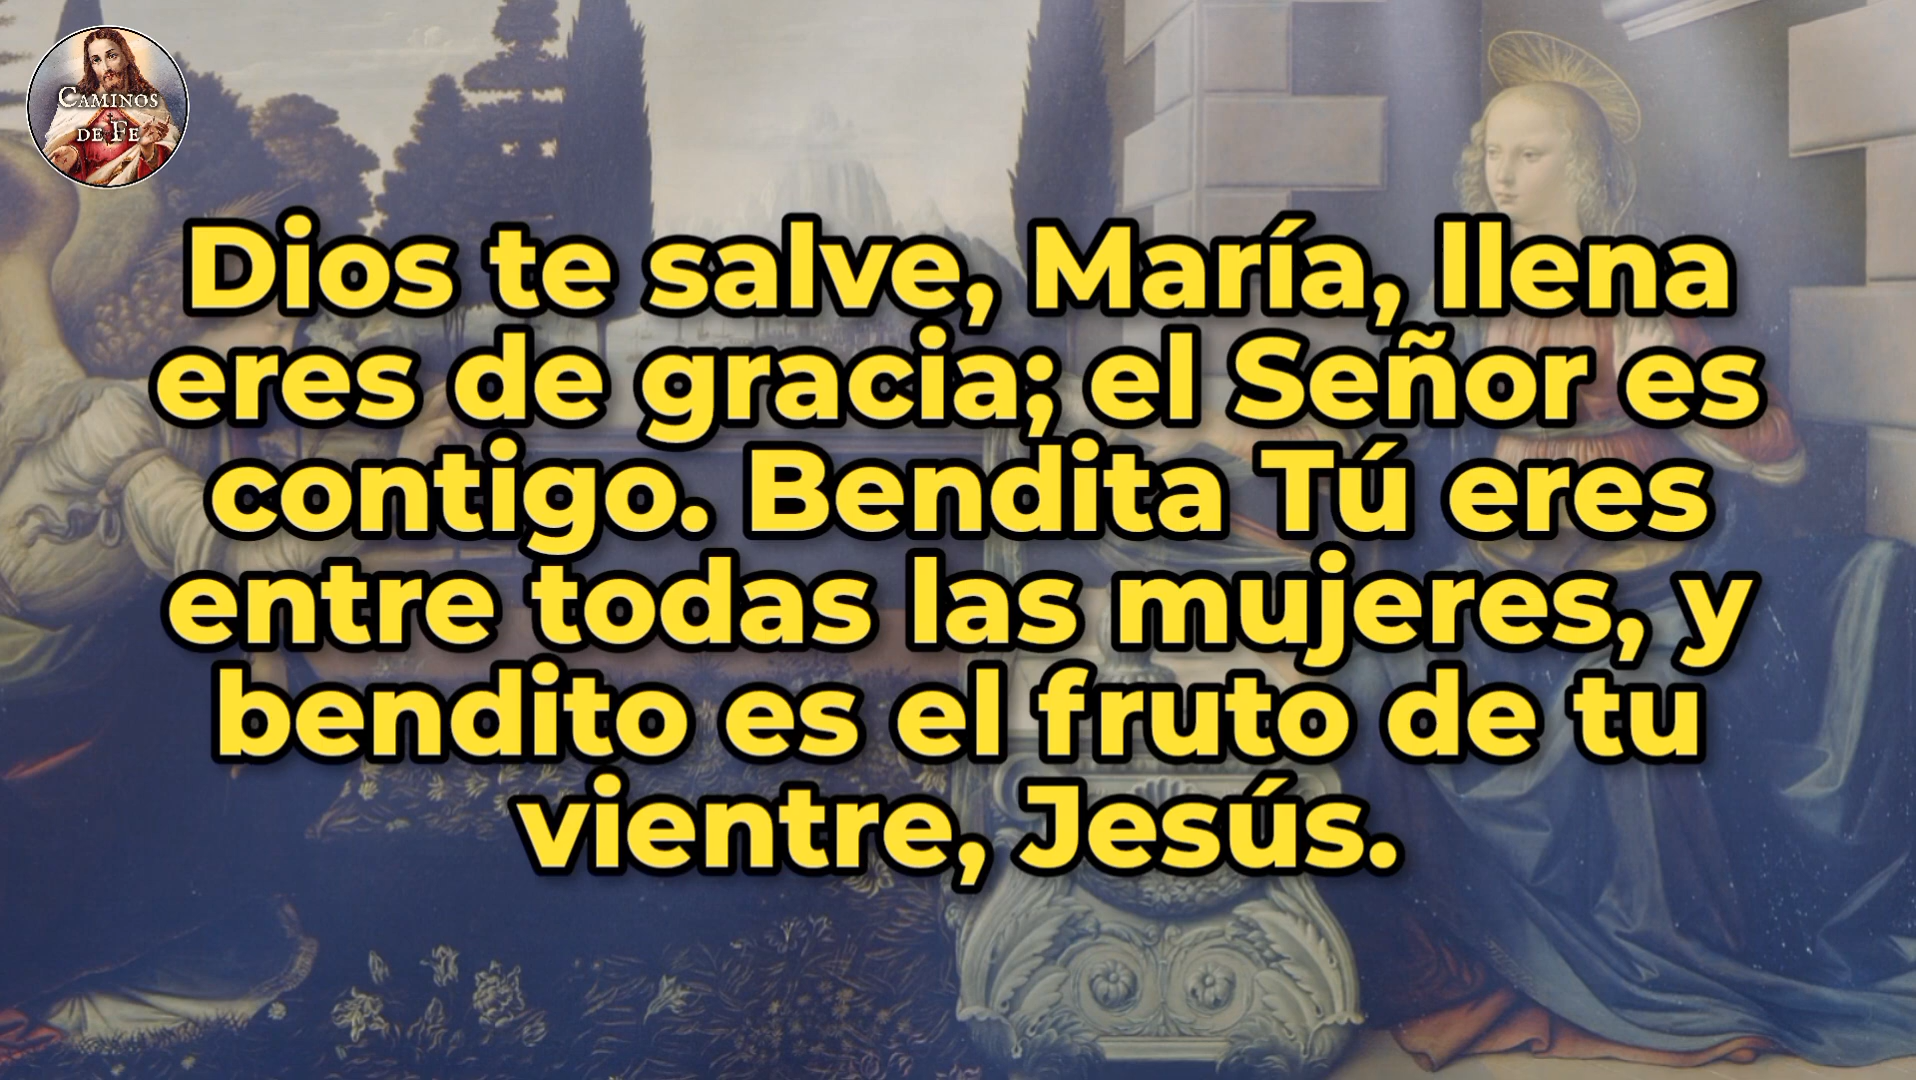 CAMINOS
DE FE
Dios te salve, María, llena
eres de gracia; el Señor es
contigo. Bendita Tú eres
entre todas las mujeres, y
bendito es el fruto de tu
vientre, Jesús.